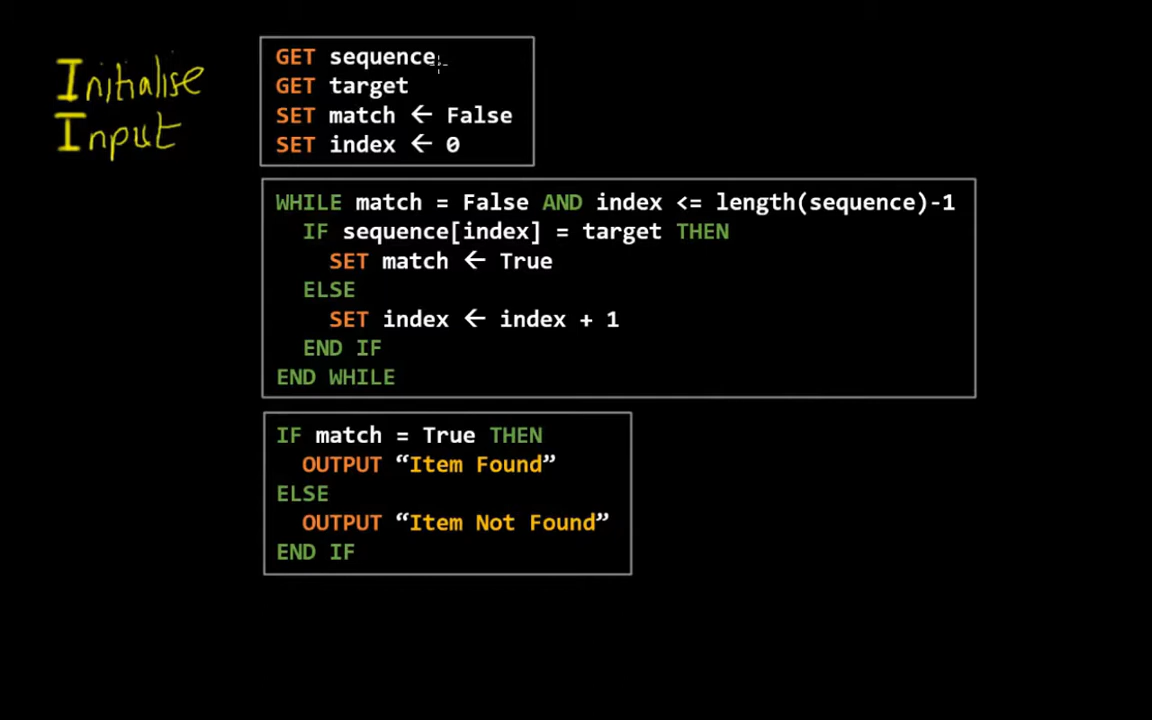 Initialise
Input
GET sequence
GET target
SET match ← False
SET index ← 0
WHILE match = False AND index <= length(sequence)-1
IF sequence[index] = target THEN
SET match ← True
ELSE
SET index ← index + 1
END IF
END WHILE
IF match = True THEN
OUTPUT “Item Found”
ELSE
OUTPUT “Item Not Found”
END IF